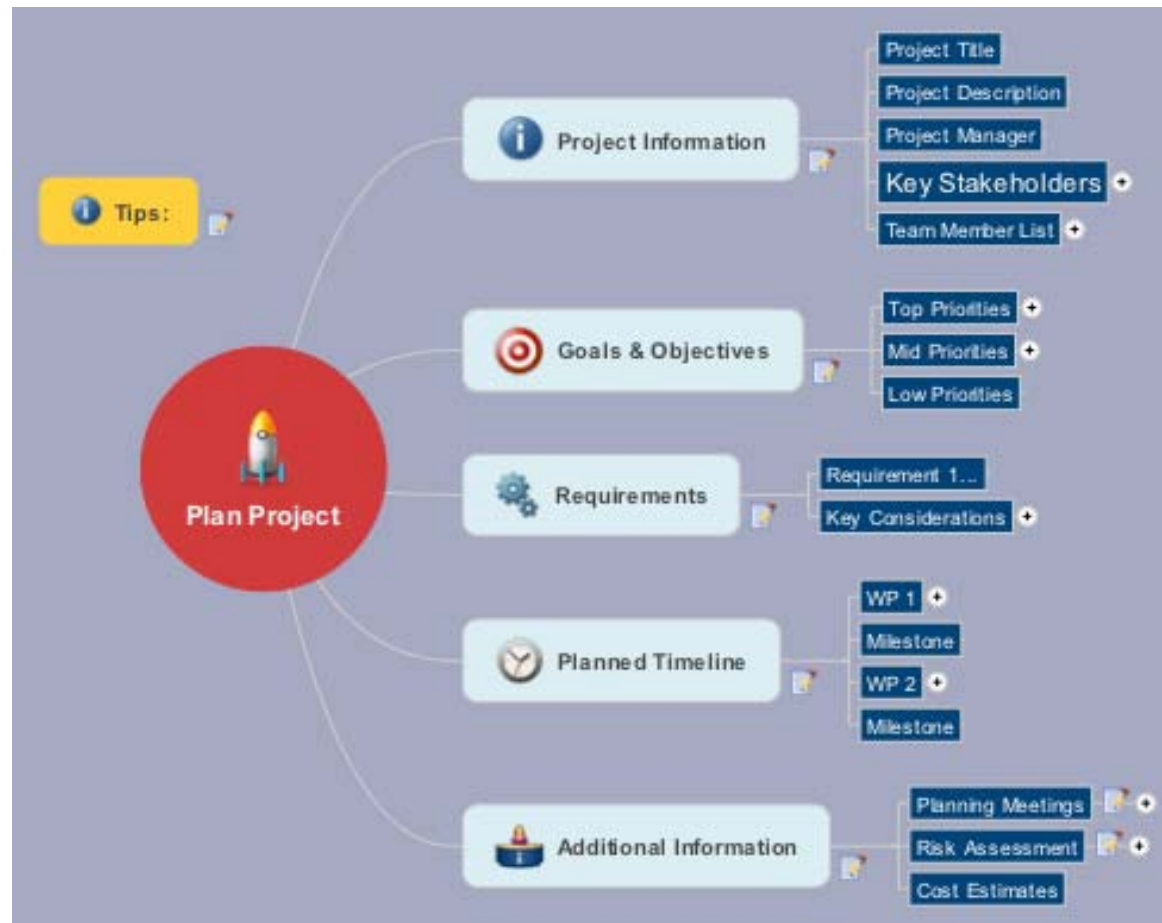 Tips:
Plan Project
Project Information
Project Title
Project Description
Project Manager
Key Stakeholders
Team Member List
Goals & Objectives
Top Priorities
Mid Priorities
Low Priorities
Requirements
Requirement 1...
Key Considerations
Planned Timeline
WP 1
Milestone
WP 2
Milestone
Additional Information
Planning Meetings
Risk Assessment
Cost Estimates